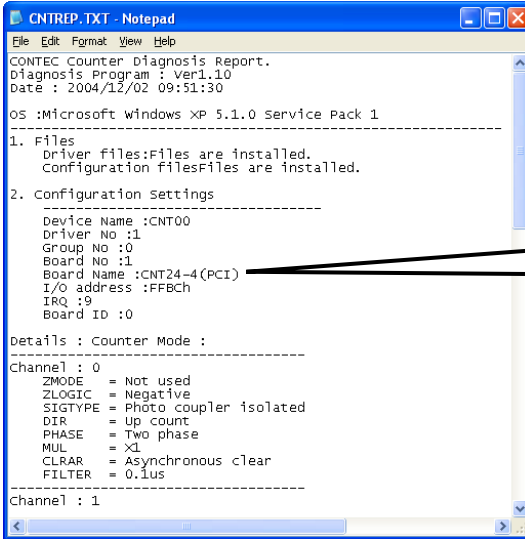 CNTREP.TXT - Notepad
File Edit Format View Help
CONTEC Counter Diagnosis Report.
Diagnosis Program : Ver1.10
Date : 2004/12/02 09:51:30
OS :Microsoft Windows XP 5.1.0 Service Pack 1
------------------------------------------------------------
1. Files
Driver files:Files are installed.
Configuration filesFiles are installed.
2. Configuration Settings
----------------------------------
Device Name :CNT00
Driver No :1
Group No :0
Board No :1
Board Name :CNT24-4(PCI)
I/O address :FFBCh
IRQ :9
Board ID :0
Details : Counter Mode :
------------------------------------
Channel : 0
ZMODE = Not used
ZLOGIC = Negative
SIGTYPE = Photo coupler isolated
DIR = Up count
PHASE = Two phase
MUL = X1
CLRAR = Asynchronous clear
FILTER = 0.1us
------------------------------------
Channel : 1